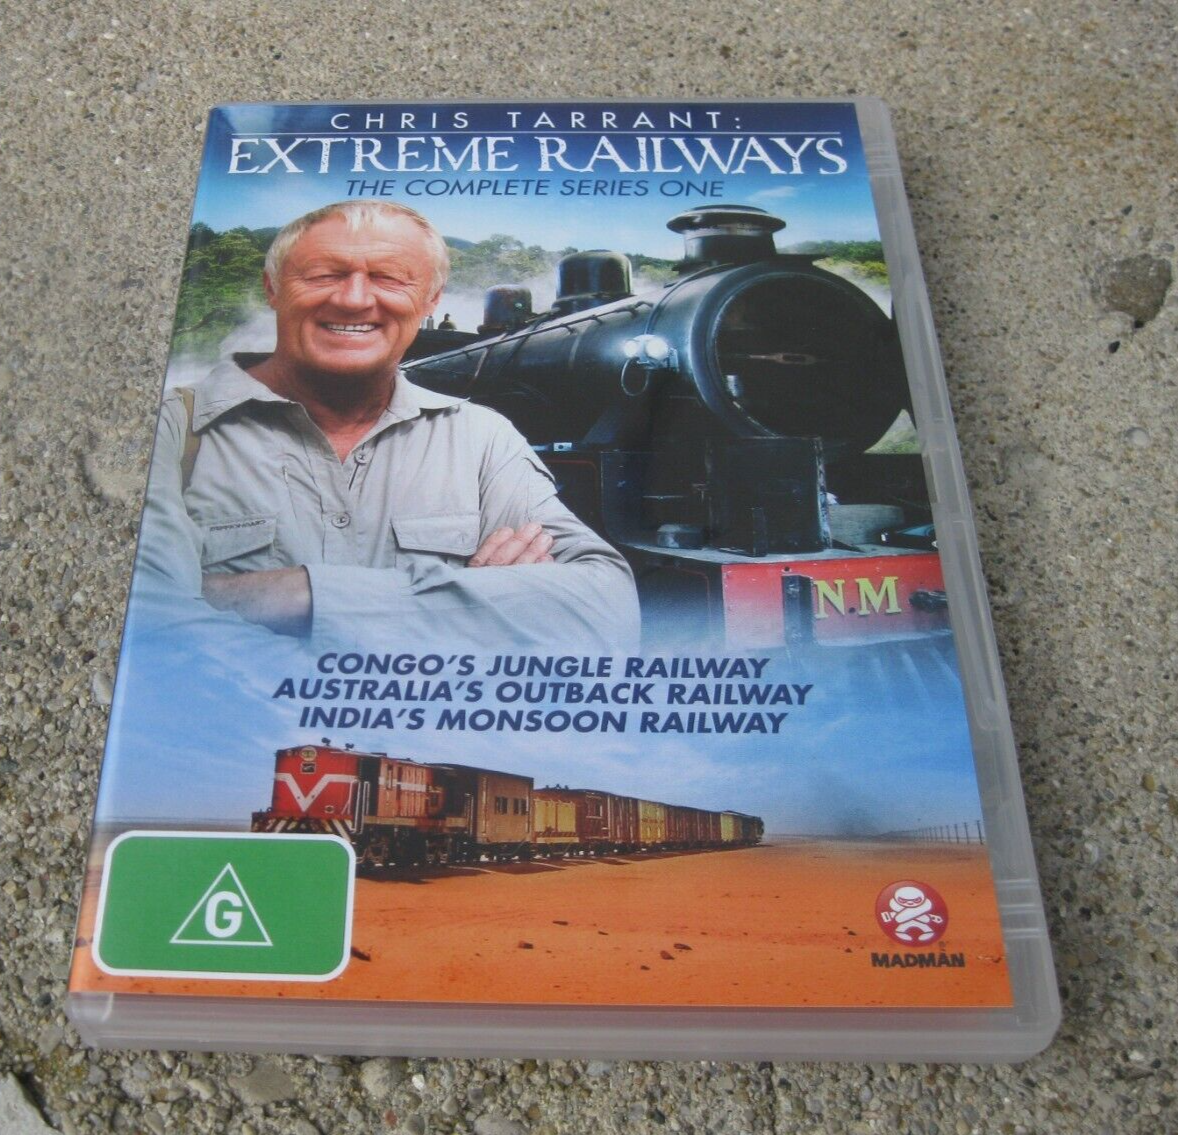 CHRIS TARRANT:
EXTREME RAILWAYS
THE COMPLETE SERIES ONE
N.M
CONGO'S JUNGLE RAILWAY
AUSTRALIA'S OUTBACK RAILWAY
INDIA'S MONSOON RAILWAY
G
MADMAN